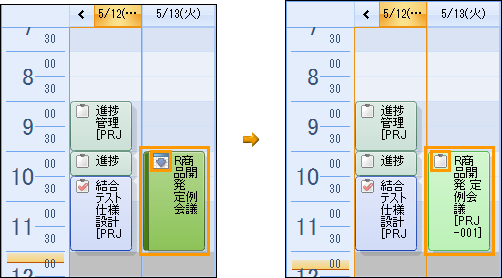 < 5/12(… 5/13(火)
7
30
8 00
30
9 00
30
10 00
30
11 00
30
12 00
進捗
管理
[PRJ
進捗
結合
テスト
仕様
設計
[PRJ
R商
品開
発
定例
会議
< 5/12(… 5/13(火)
7
30
8 00
30
9 00
30
10 00
30
11 00
30
12 00
進捗
管理
[PRJ
進捗
結合
テスト
仕様
設計
[PRJ
R商
品開
発 定
例会
議
[PRJ
-001]